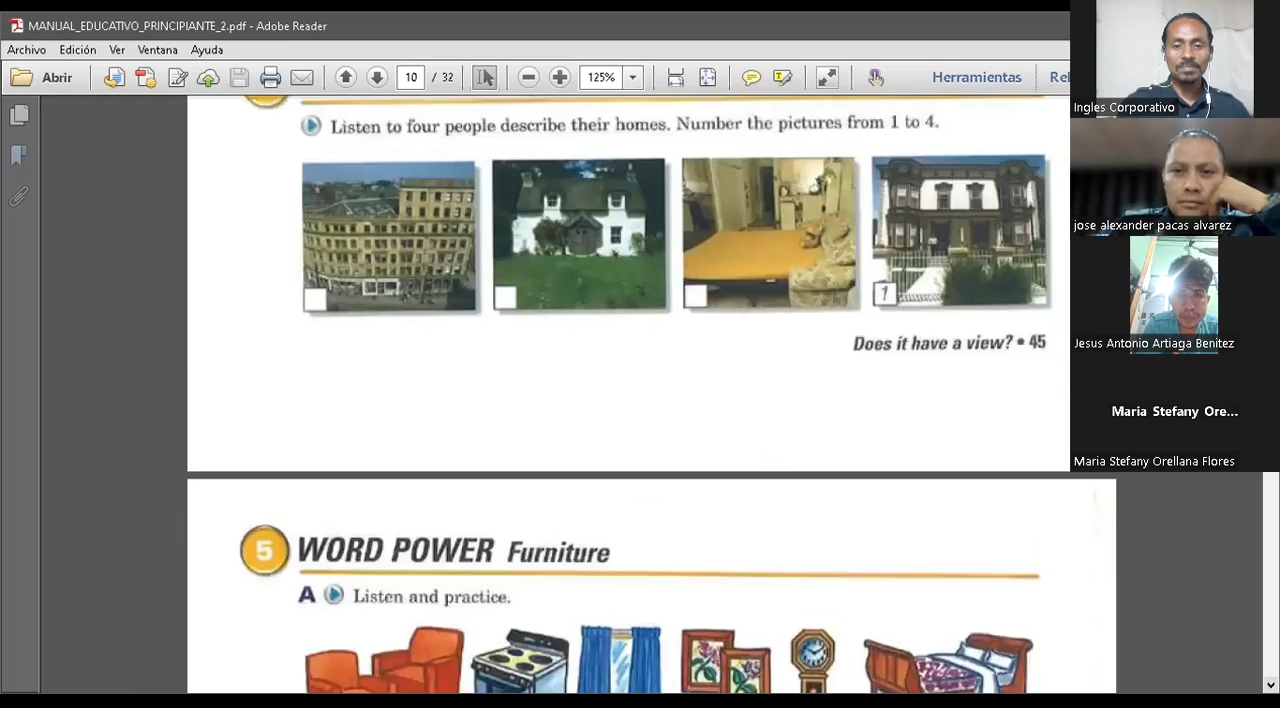 MANUAL_EDUCATIVO_PRINCIPIANTE_2.pdf - Adobe Reader
Archivo Edición Ver Ventana Ayuda
Abrir 10 / 32 125% Herramientas Rel
Listen to four people describe their homes. Number the pictures from 1 to 4.
1
Does it have a view? • 45
5 WORD POWER Furniture
A Listen and practice.
Ingles Corporativo
jose alexander pacas alvarez
Jesus Antonio Artiaga Benitez
Maria Stefany Ore...
Maria Stefany Orellana Flores